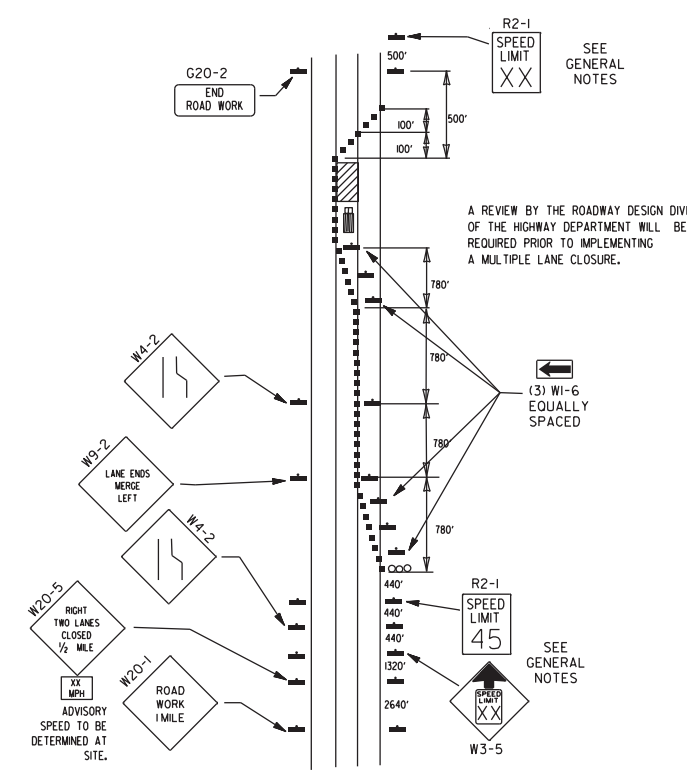 R2-1
SPEED
LIMIT
XX
SEE
GENERAL
NOTES
500'
G20-2
END
ROAD WORK
500'
100'
100'
A REVIEW BY THE ROADWAY DESIGN DIVI
OF THE HIGHWAY DEPARTMENT WILL BE
REQUIRED PRIOR TO IMPLEMENTING
A MULTIPLE LANE CLOSURE.
780'
780'
W4-2
(3) W1-6
EQUALLY
SPACED
W9-2
LANE ENDS
MERGE
LEFT
780'
780'
W4-2
440'
R2-1
SPEED
LIMIT
45
440'
440'
W20-5
RIGHT
TWO LANES
CLOSED
1/2 MILE
XX
MPH
ADVISORY
SPEED TO BE
DETERMINED AT
SITE.
SEE
GENERAL
NOTES
1320'
W20-1
ROAD
WORK
1 MILE
2640'
SPEED
LIMIT
XX
W3-5